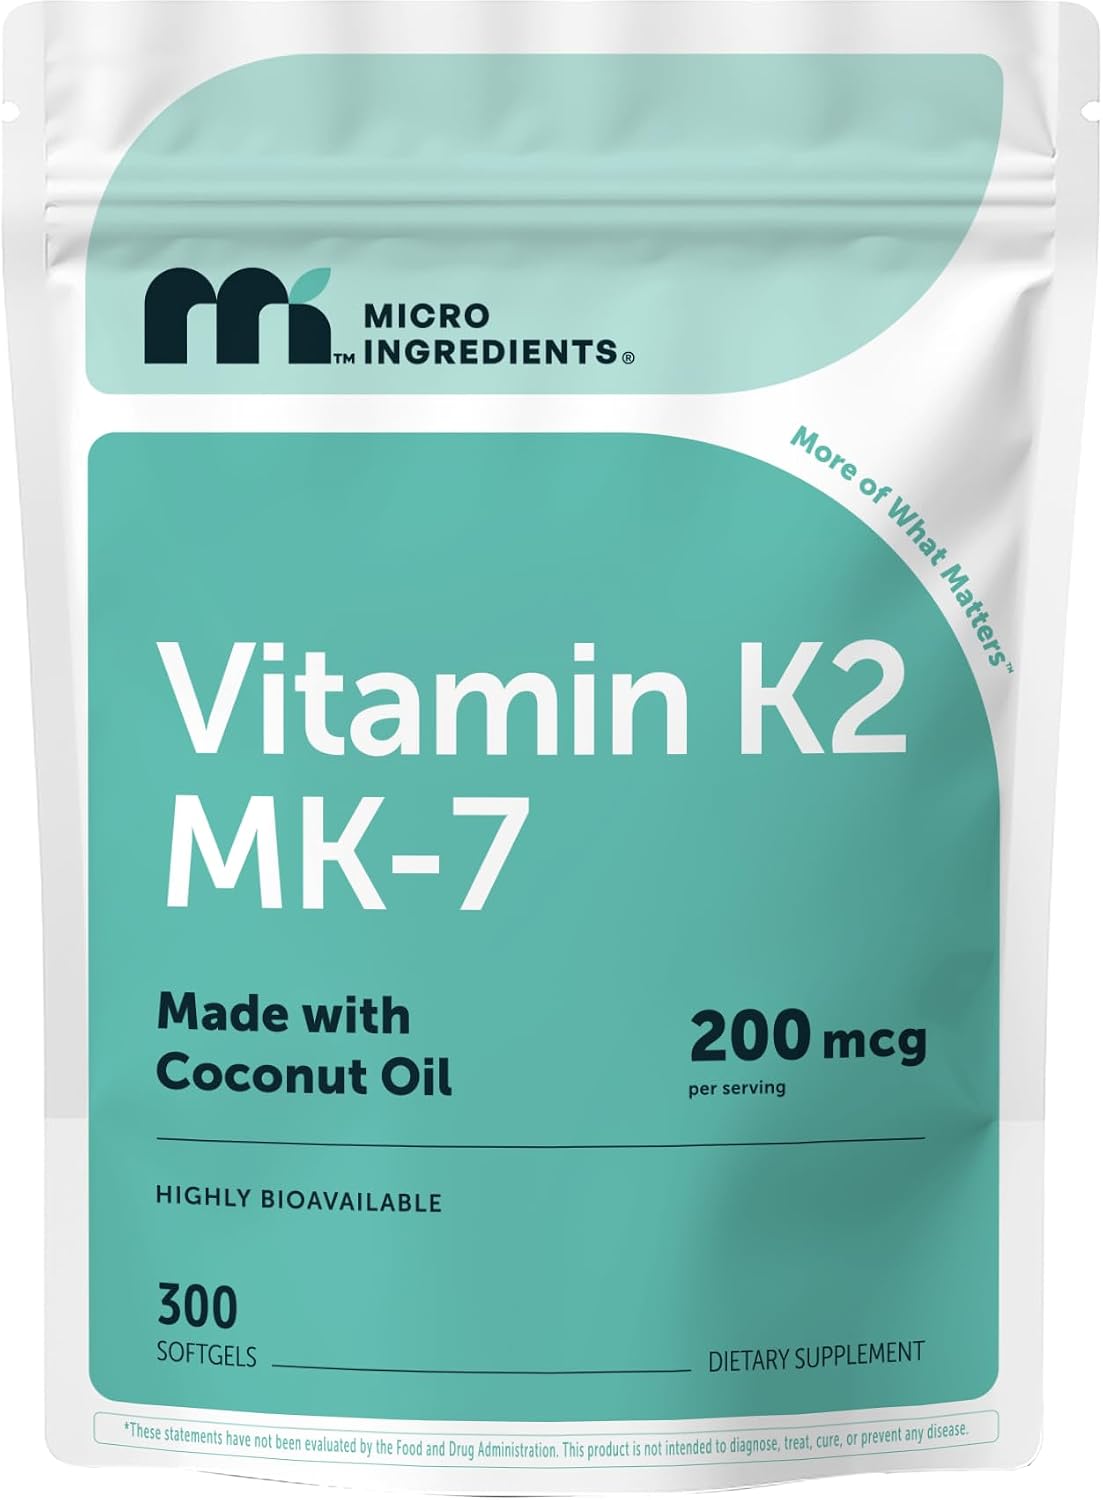 MICRO
INGREDIENTS®
TM
More of What Matters™
Vitamin K2
MK-7
Made with
Coconut Oil
200 mcg
per serving
HIGHLY BIOAVAILABLE
300
SOFTGELS
DIETARY SUPPLEMENT
*These statements have not been evaluated by the Food and Drug Administration. This product is not intended to diagnose, treat, cure, or prevent any disease.